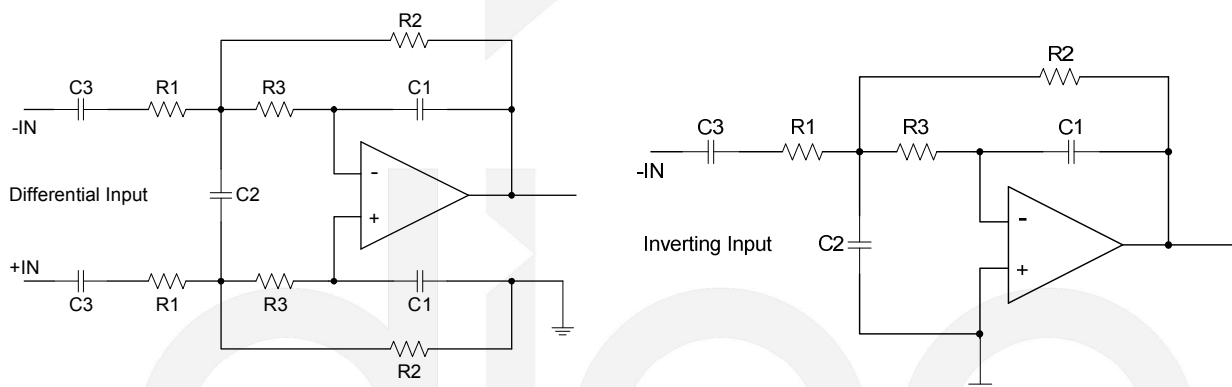 R2
C3 R1 R3 C1
-IN
-
Differential Input
C2
+
+IN
C3 R1 R3 C1
R2
R2
C3 R1 R3 C1
-IN
-
Inverting Input
C2
+